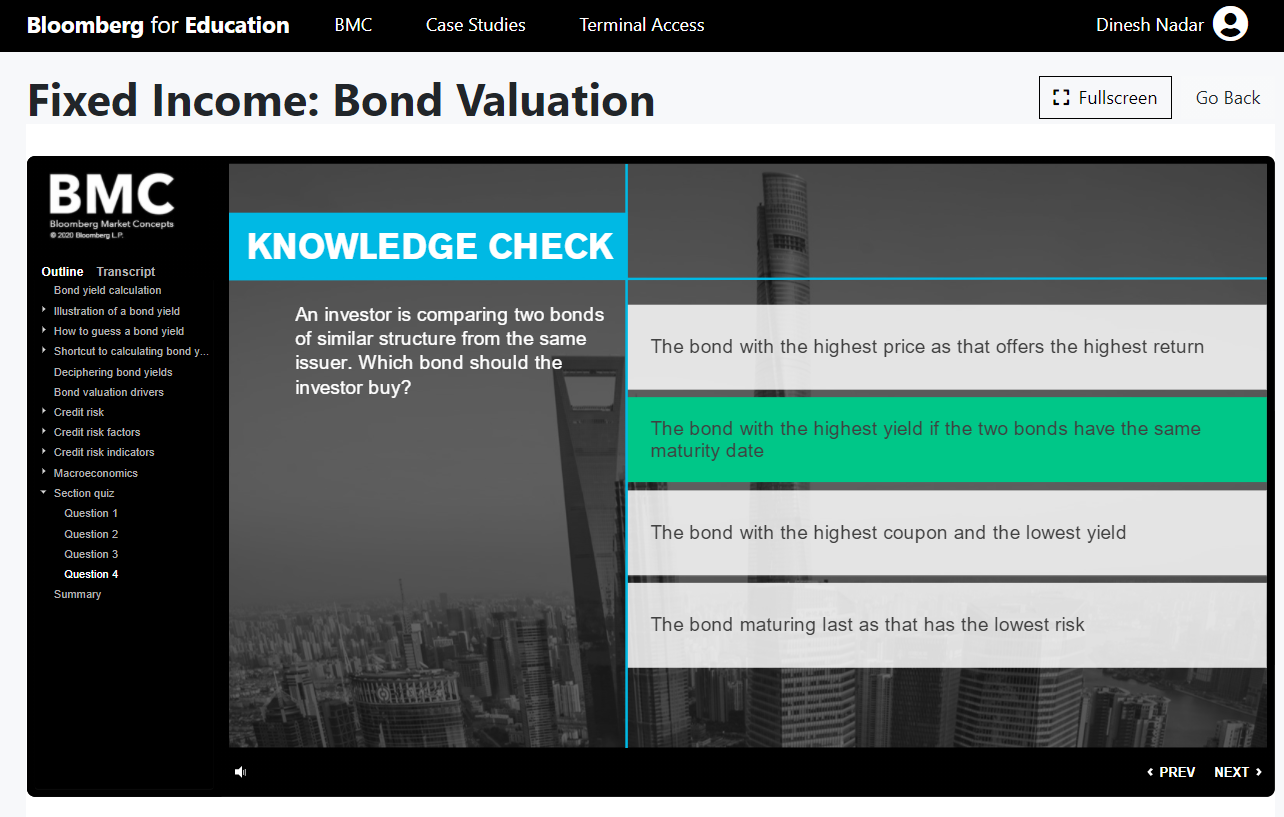 Bloomberg for Education
BMC
Case Studies
Terminal Access
Dinesh Nadar
Fixed Income: Bond Valuation
Fullscreen
Go Back
BMC
Bloomberg Market Concepts
© 2020 Bloomberg L.P.
Outline
Transcript
Bond yield calculation
Illustration of a bond yield
How to guess a bond yield
Shortcut to calculating bond y...
Deciphering bond yields
Bond valuation drivers
Credit risk
Credit risk factors
Credit risk indicators
Macroeconomics
Section quiz
Question 1
Question 2
Question 3
Question 4
Summary
KNOWLEDGE CHECK
An investor is comparing two bonds
of similar structure from the same
issuer. Which bond should the
investor buy?
The bond with the highest price as that offers the highest return
The bond with the highest yield if the two bonds have the same
maturity date
The bond with the highest coupon and the lowest yield
The bond maturing last as that has the lowest risk
PREV
NEXT